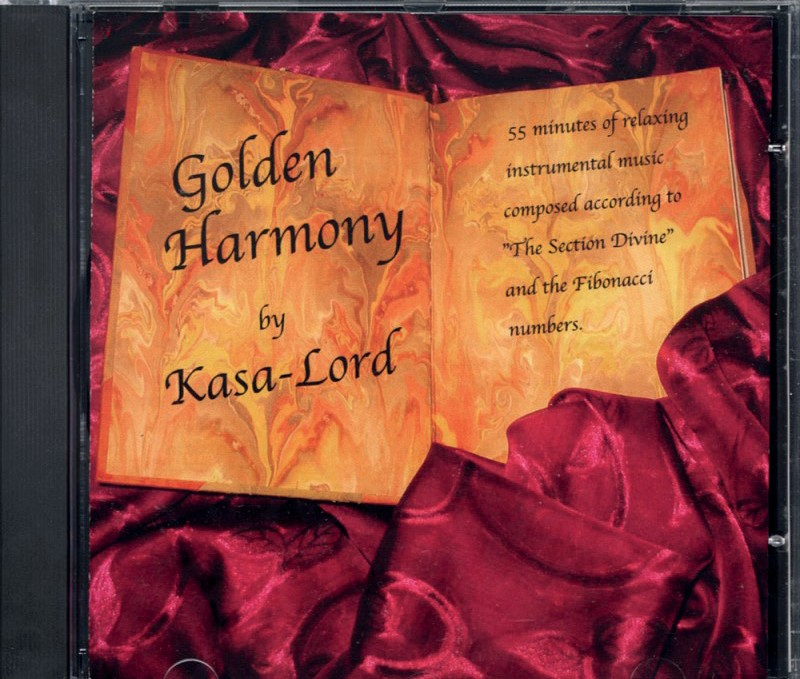 Golden
Harmony
by
Kasa-Lord
55 minutes of relaxing
instrumental music
composed according to
"The Section Divine"
and the Fibonacci
numbers.